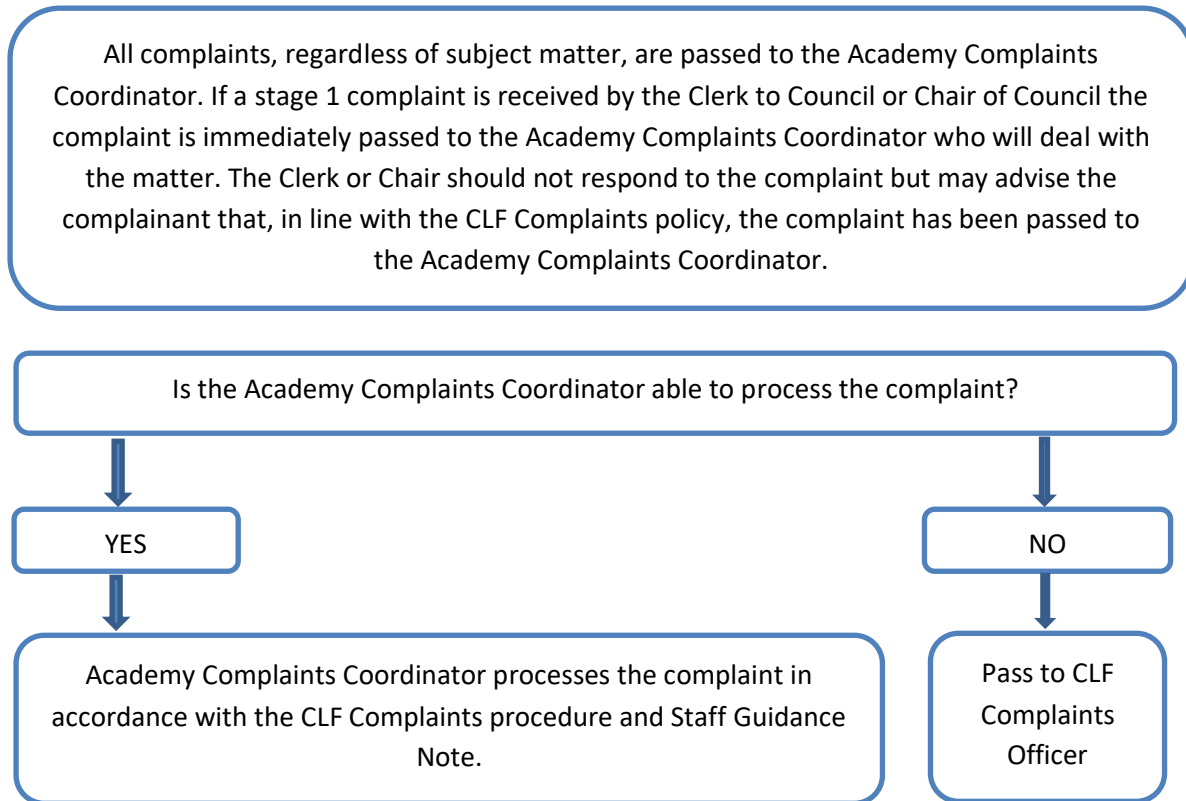 All complaints, regardless of subject matter, are passed to the Academy Complaints
Coordinator. If a stage 1 complaint is received by the Clerk to Council or Chair of Council the
complaint is immediately passed to the Academy Complaints Coordinator who will deal with
the matter. The Clerk or Chair should not respond to the complaint but may advise the
complainant that, in line with the CLF Complaints policy, the complaint has been passed to
the Academy Complaints Coordinator.
Is the Academy Complaints Coordinator able to process the complaint?
YES
NO
Academy Complaints Coordinator processes the complaint in
accordance with the CLF Complaints procedure and Staff Guidance
Note.
Pass to CLF
Complaints
Officer